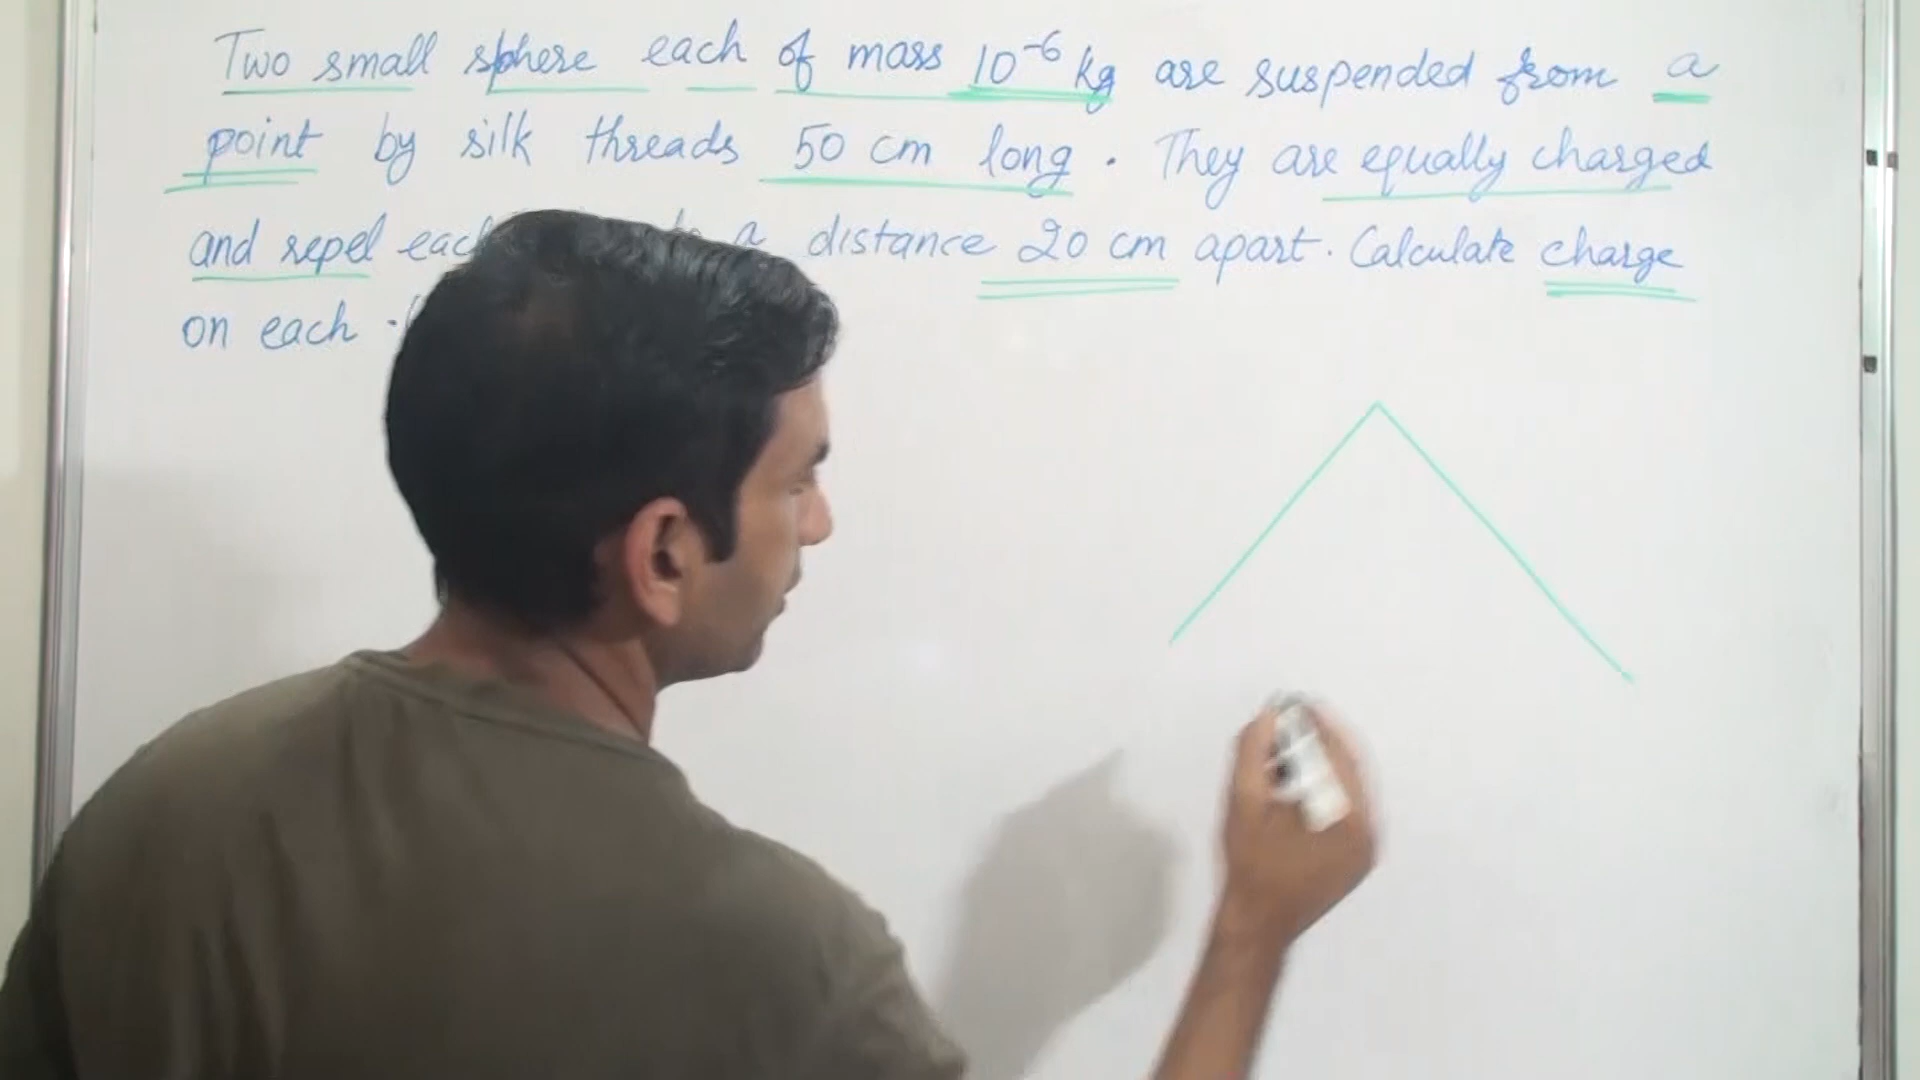 Two small sphere each of mass 10⁻⁶ kg are suspended from a
point by silk threads 50 cm long. They are equally charged
and repel a distance 20 cm apart. Calculate charge
on each.